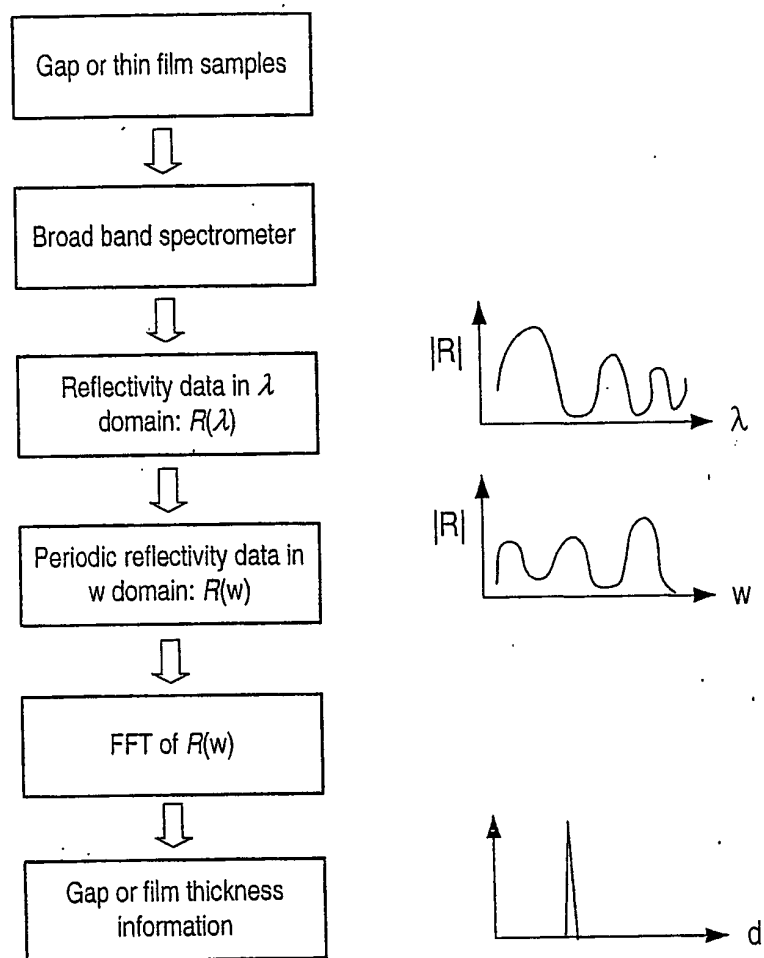 Gap or thin film samples
Broad band spectrometer
Reflectivity data in λ
domain: R(λ)
|R|
λ
Periodic reflectivity data in
w domain: R(w)
|R|
w
FFT of R(w)
Gap or film thickness
information
d